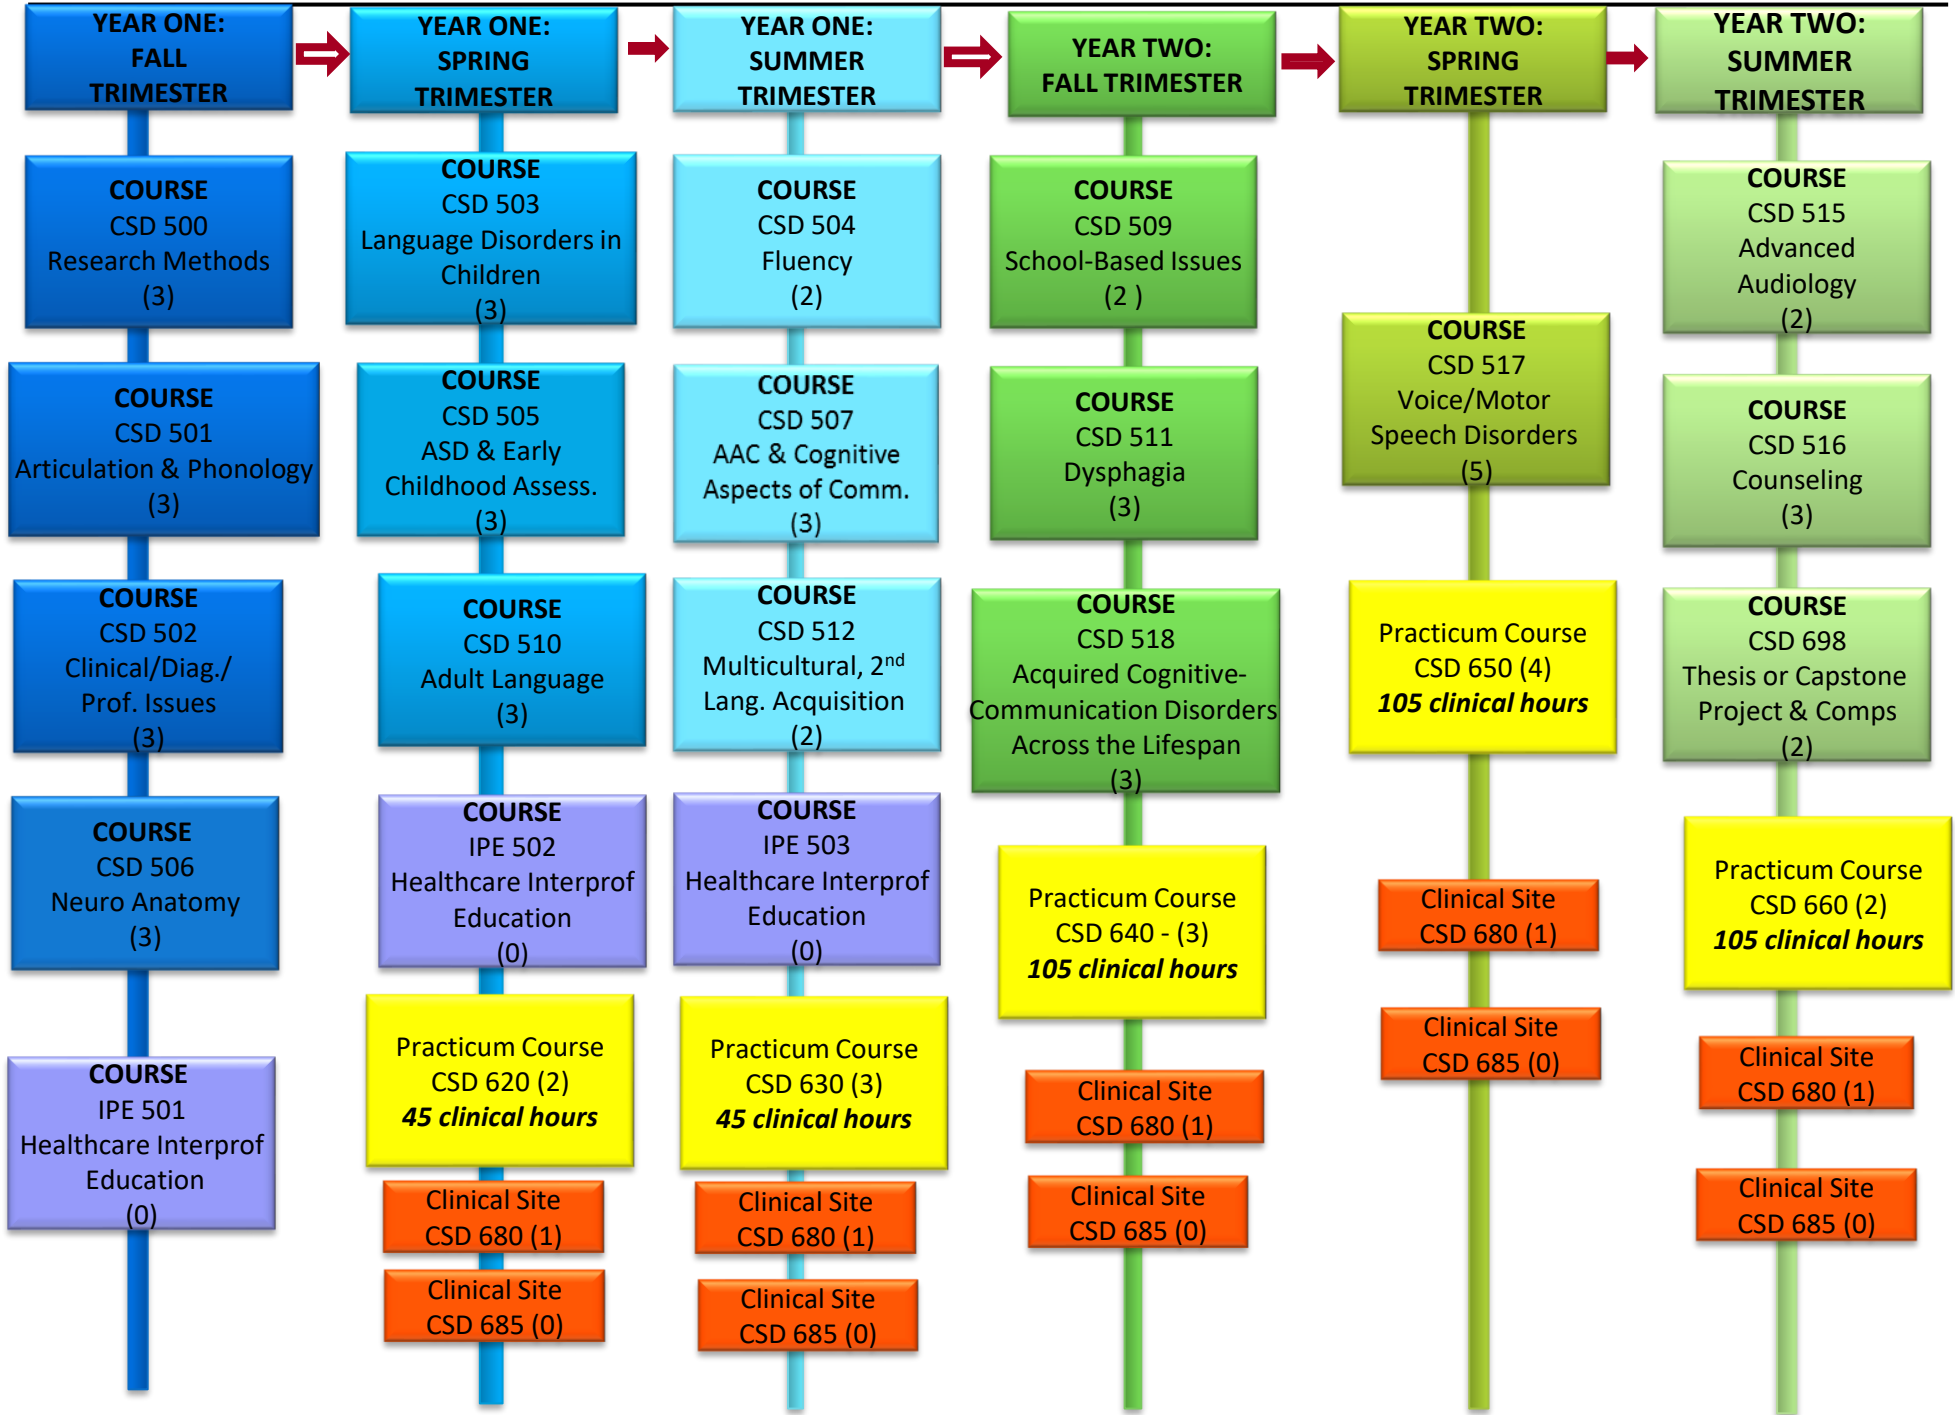 YEAR ONE:
FALL
TRIMESTER
COURSE
CSD 500
Research Methods
(3)
COURSE
CSD 501
Articulation & Phonology
(3)
COURSE
CSD 502
Clinical/Diag./
Prof. Issues
(3)
COURSE
CSD 506
Neuro Anatomy
(3)
COURSE
IPE 501
Healthcare Interprof
Education
(0)
YEAR ONE:
SPRING
TRIMESTER
COURSE
CSD 503
Language Disorders in
Children
(3)
COURSE
CSD 505
ASD & Early
Childhood Assess.
(3)
COURSE
CSD 510
Adult Language
(3)
COURSE
IPE 502
Healthcare Interprof
Education
(0)
Practicum Course
CSD 620 (2)
45 clinical hours
Clinical Site
CSD 680 (1)
Clinical Site
CSD 685 (0)
YEAR ONE:
SUMMER
TRIMESTER
COURSE
CSD 504
Fluency
(2)
COURSE
CSD 507
AAC & Cognitive
Aspects of Comm.
(3)
COURSE
CSD 512
Multicultural, 2nd
Lang. Acquisition
(2)
COURSE
IPE 503
Healthcare Interprof
Education
(0)
Practicum Course
CSD 630 (3)
45 clinical hours
Clinical Site
CSD 680 (1)
Clinical Site
CSD 685 (0)
YEAR TWO:
FALL TRIMESTER
COURSE
CSD 509
School-Based Issues
(2 )
COURSE
CSD 511
Dysphagia
(3)
COURSE
CSD 518
Acquired Cognitive-
Communication Disorders
Across the Lifespan
(3)
Practicum Course
CSD 640 - (3)
105 clinical hours
Clinical Site
CSD 680 (1)
Clinical Site
CSD 685 (0)
YEAR TWO:
SPRING
TRIMESTER
COURSE
CSD 517
Voice/Motor
Speech Disorders
(5)
Practicum Course
CSD 650 (4)
105 clinical hours
Clinical Site
CSD 680 (1)
Clinical Site
CSD 685 (0)
YEAR TWO:
SUMMER
TRIMESTER
COURSE
CSD 515
Advanced
Audiology
(2)
COURSE
CSD 516
Counseling
(3)
COURSE
CSD 698
Thesis or Capstone
Project & Comps
(2)
Practicum Course
CSD 660 (2)
105 clinical hours
Clinical Site
CSD 680 (1)
Clinical Site
CSD 685 (0)